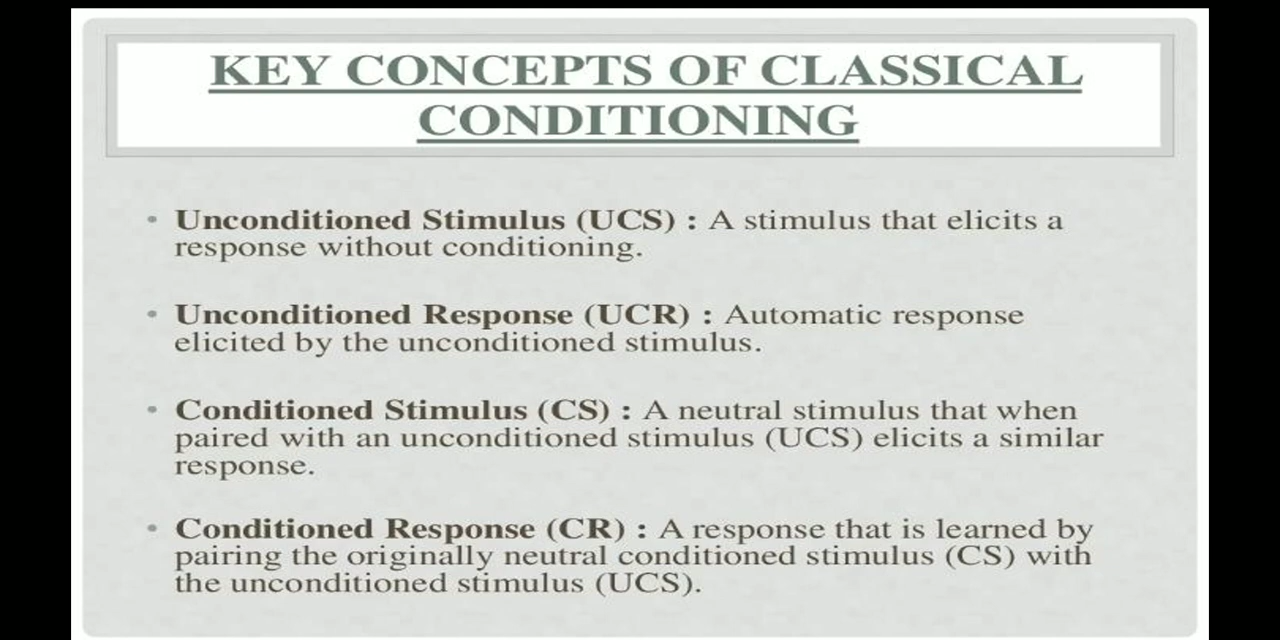 KEY CONCEPTS OF CLASSICAL
CONDITIONING
• Unconditioned Stimulus (UCS) : A stimulus that elicits a
response without conditioning.
• Unconditioned Response (UCR) : Automatic response
elicited by the unconditioned stimulus.
• Conditioned Stimulus (CS) : A neutral stimulus that when
paired with an unconditioned stimulus (UCS) elicits a similar
response.
• Conditioned Response (CR) : A response that is learned by
pairing the originally neutral conditioned stimulus (CS) with
the unconditioned stimulus (UCS).